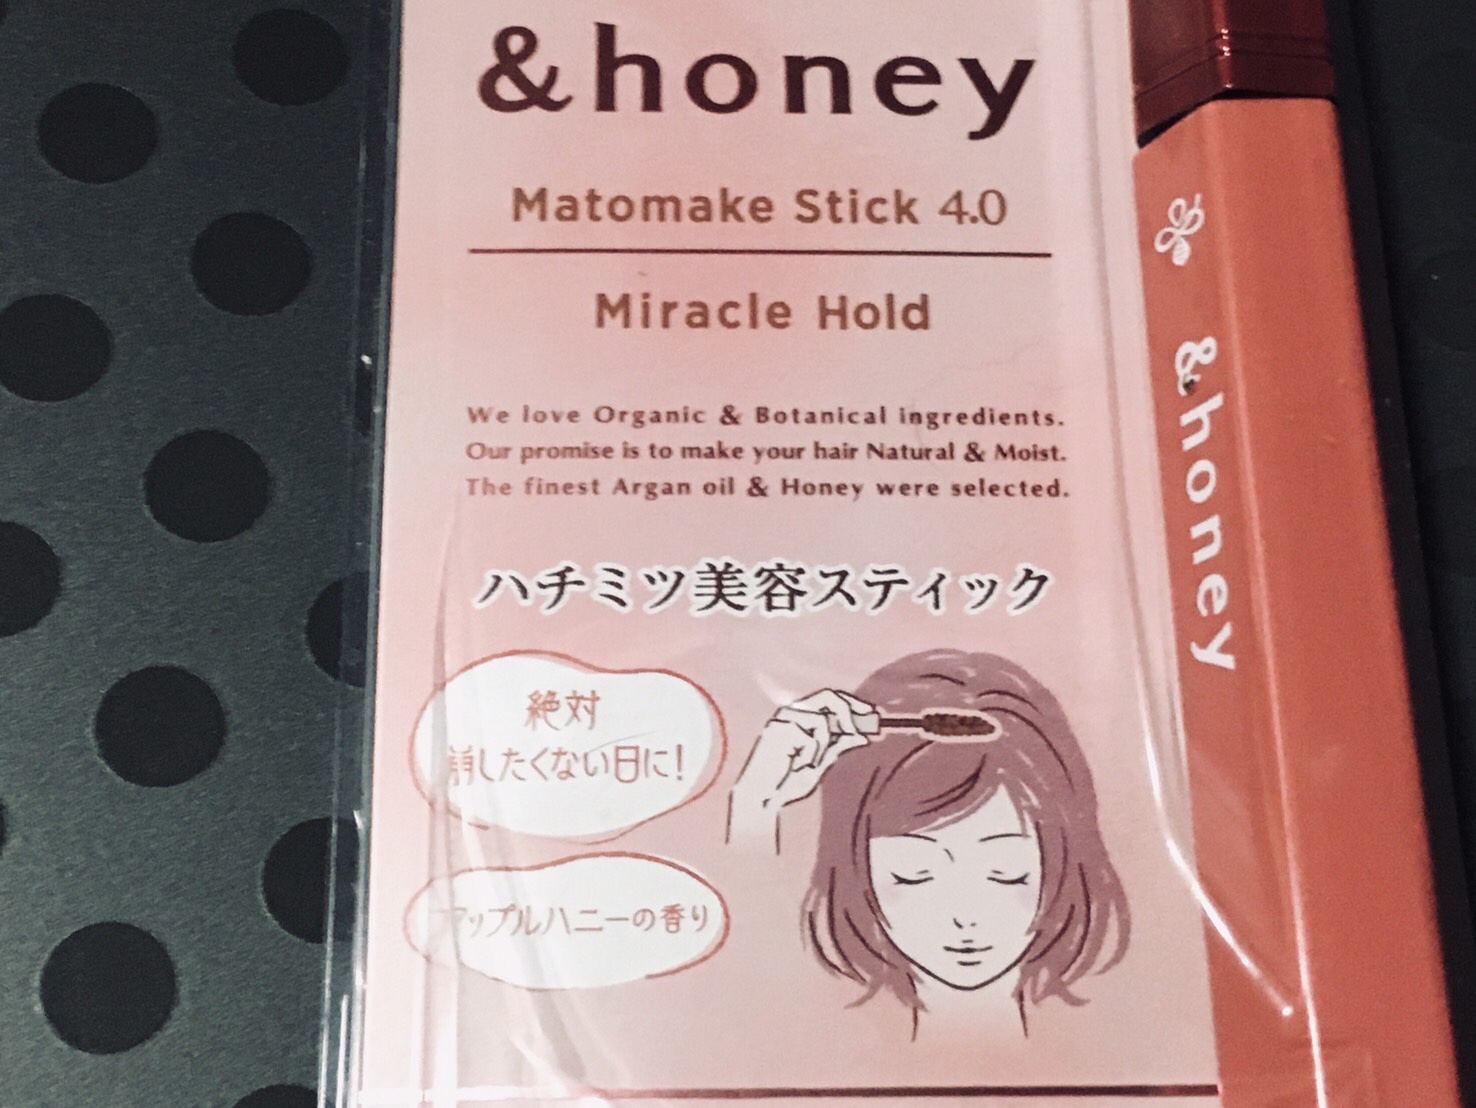 &honey
Matomake Stick 4.0
Miracle Hold
We love Organic & Botanical ingredients.
Our promise is to make your hair Natural & Moist.
The finest Argan oil & Honey were selected.
ハチミツ美容スティック
絶対
崩したくない日に!
アップルハニーの香り
&honey